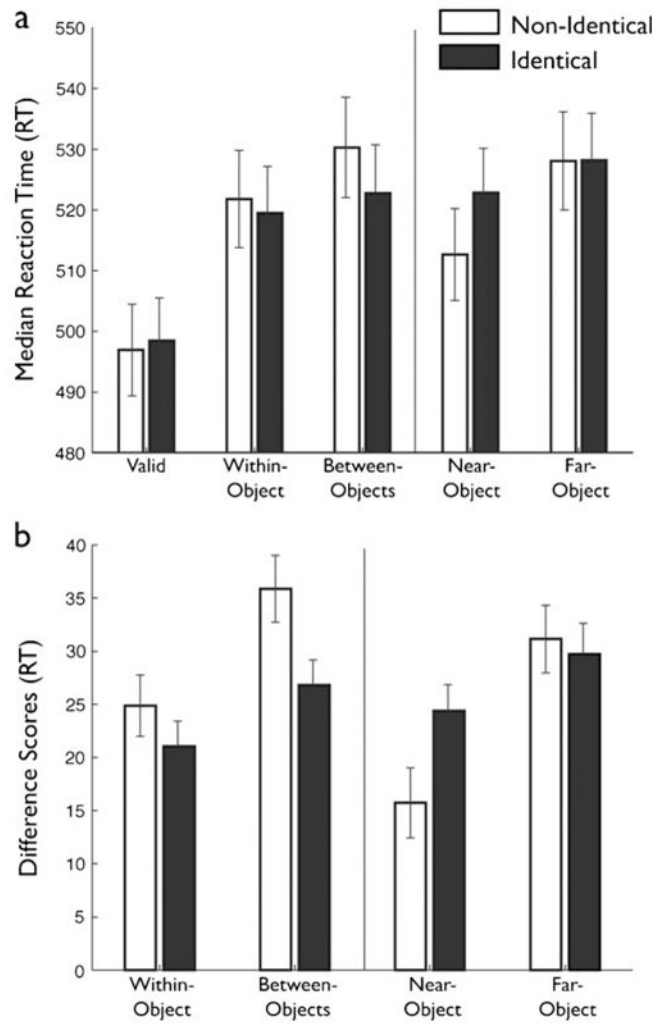 a
Non-Identical
Identical
Median Reaction Time (RT)
550
540
530
520
510
500
490
480
Valid
Within-
Object
Between-
Objects
Near-
Object
Far-
Object
b
Difference Scores (RT)
40
35
30
25
20
15
10
5
0
Within-
Object
Between-
Objects
Near-
Object
Far-
Object